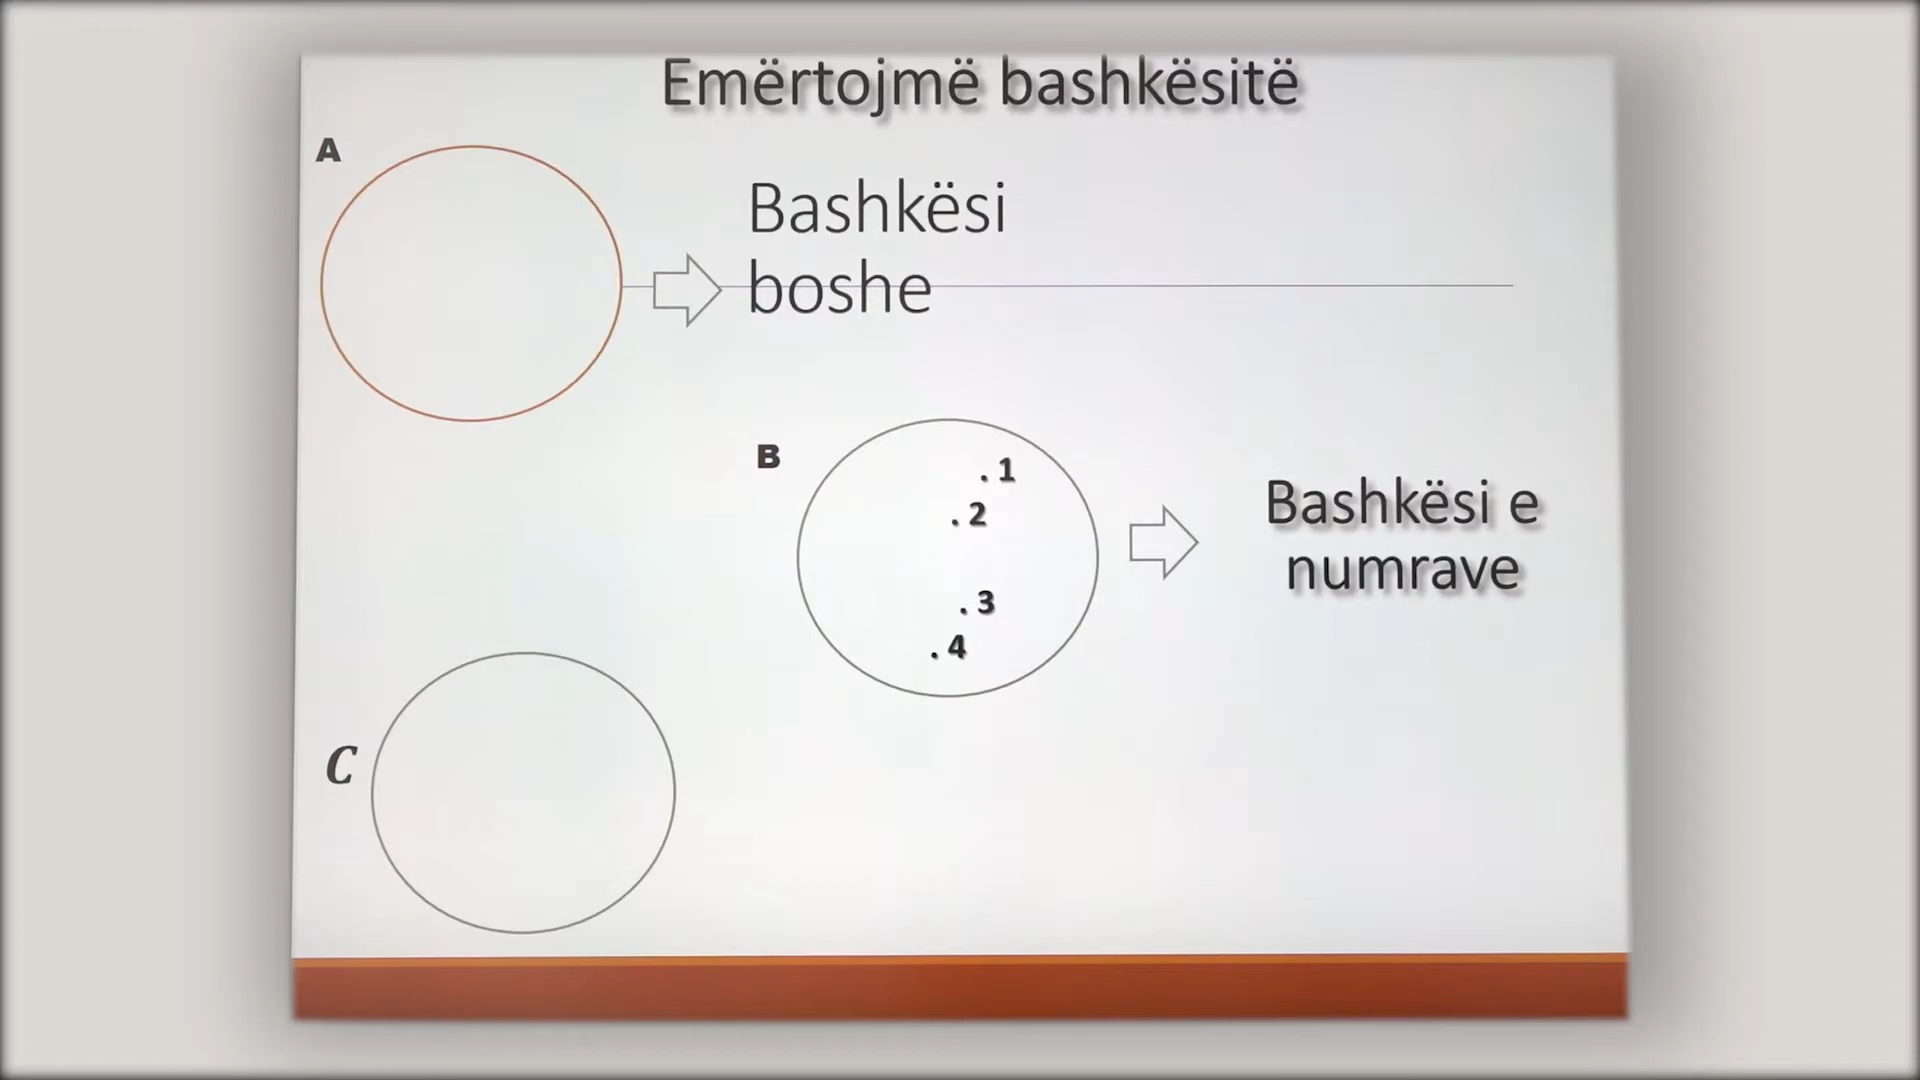 Emërtojmë bashkësitë
A
Bashkësi
boshe
B
. 1
. 2
. 3
. 4
Bashkësi e
numrave
C